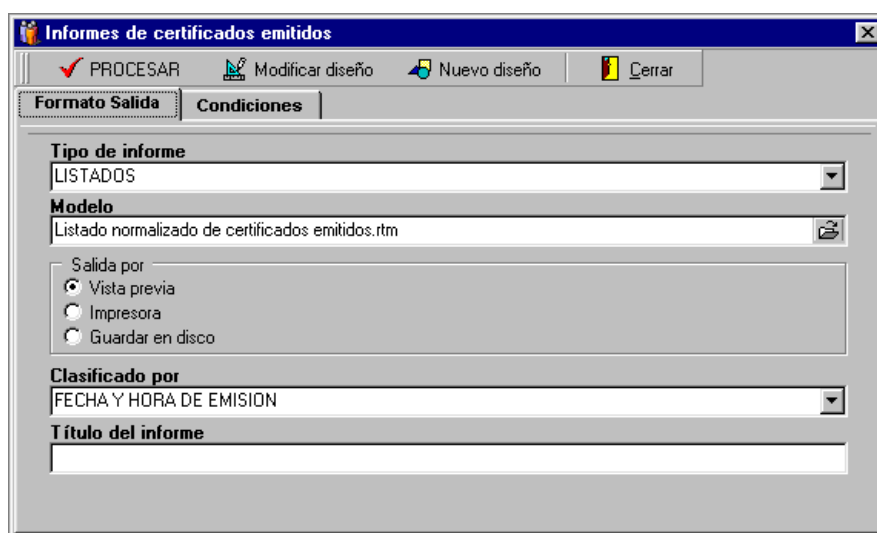 Informes de certificados emitidos
PROCESAR Modificar diseño Nuevo diseño Cerrar
Formato Salida Condiciones
Tipo de informe
LISTADOS
Modelo
Listado normalizado de certificados emitidos.rtm
Salida por
Vista previa
Impresora
Guardar en disco
Clasificado por
FECHA Y HORA DE EMISION
Título del informe